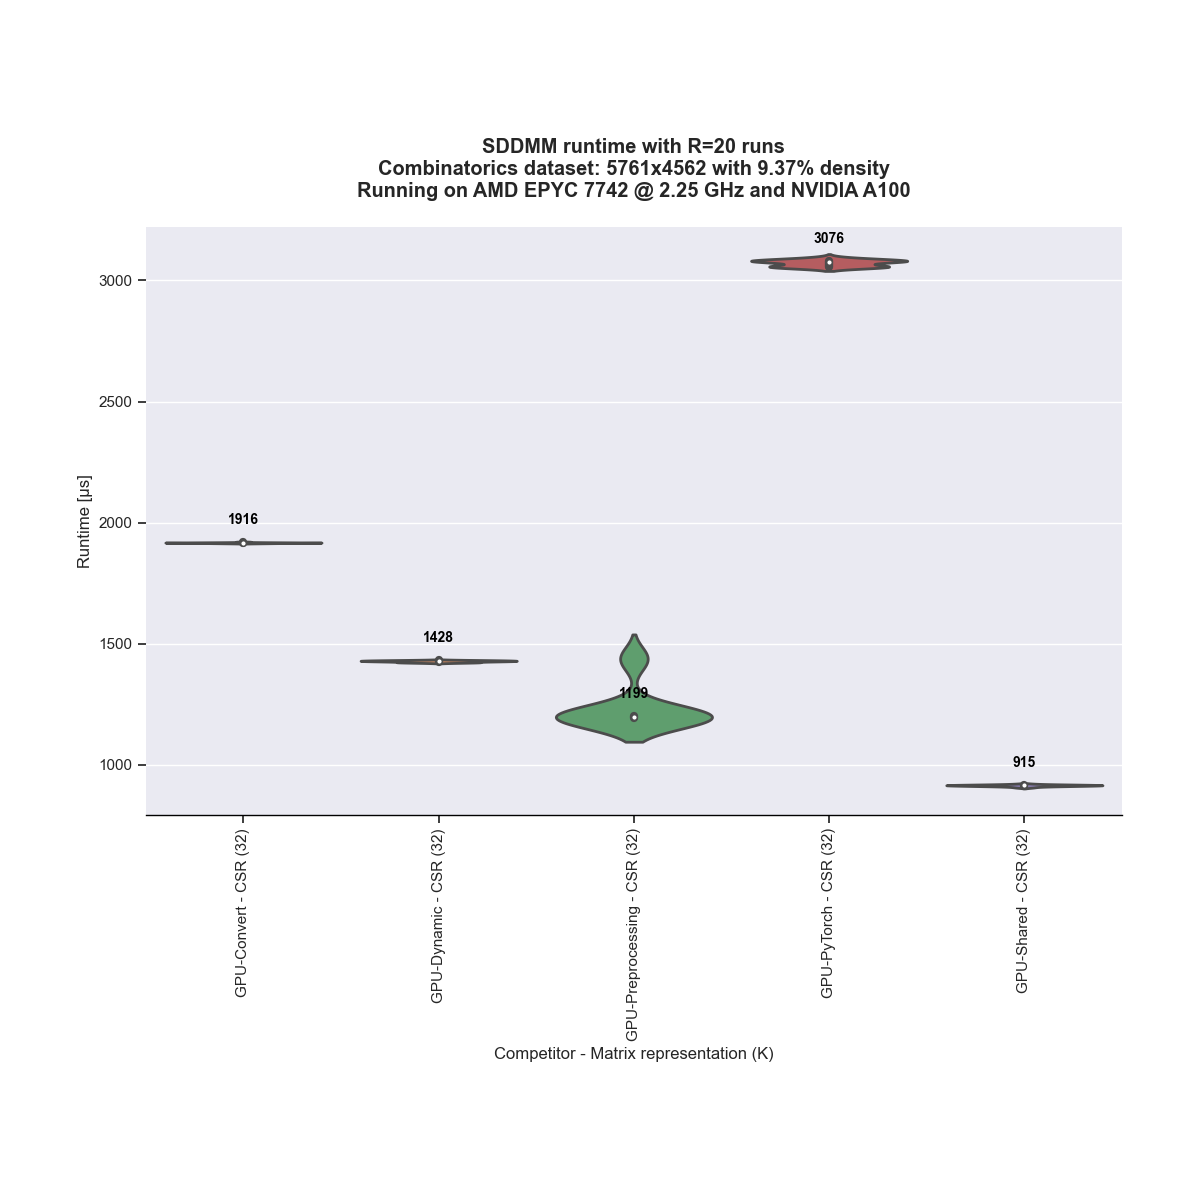 SDDMM runtime with R=20 runs
Combinatorics dataset: 5761x4562 with 9.37% density
Running on AMD EPYC 7742 @ 2.25 GHz and NVIDIA A100
3076
3000
2500
1916
2000
Runtime [µs]
1428
1500
1199
1000
915
GPU-Convert - CSR (32)
GPU-Dynamic - CSR (32)
GPU-Preprocessing - CSR (32)
GPU-PyTorch - CSR (32)
GPU-Shared - CSR (32)
Competitor - Matrix representation (K)